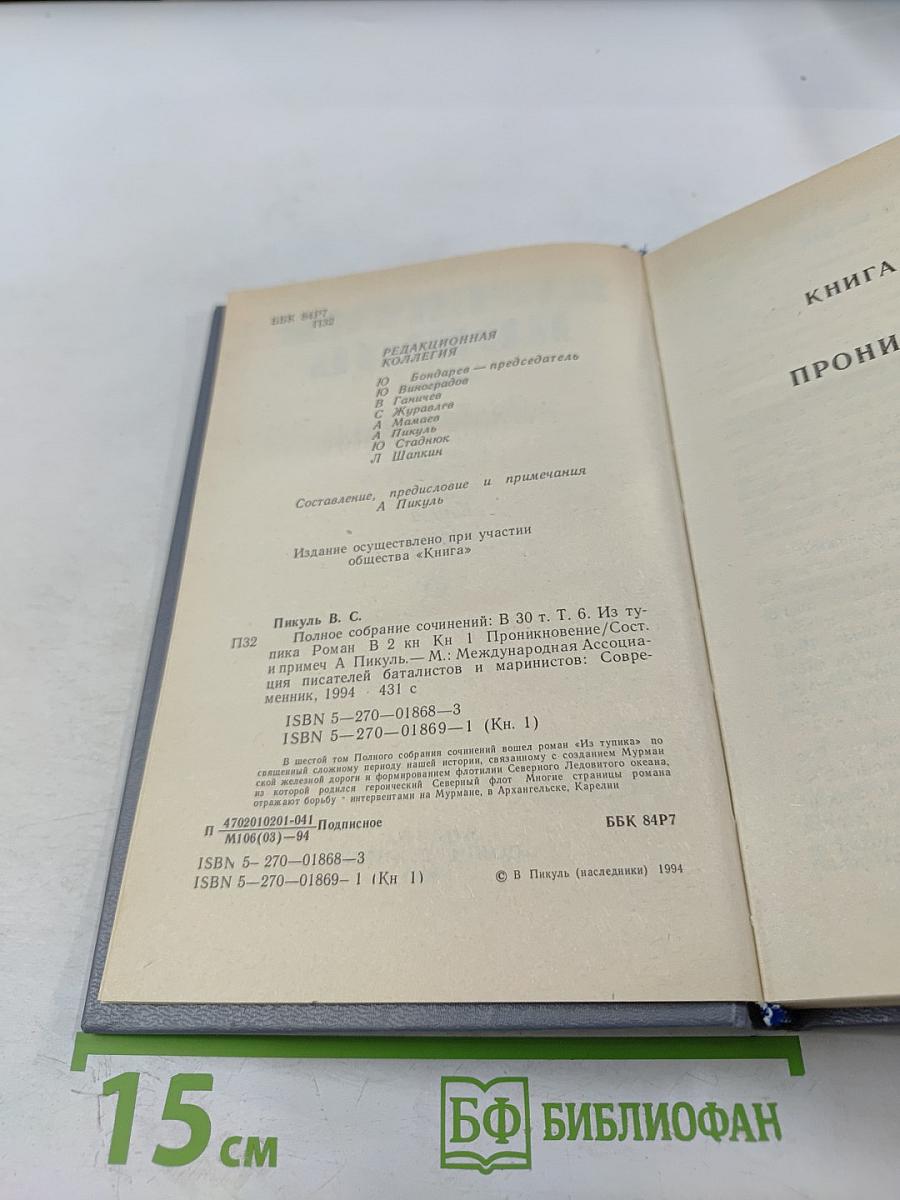 ББК 84Р7
П32
РЕДАКЦИОННАЯ
КОЛЛЕГИЯ
Ю Бондарев — председатель
Ю Виноградов
В Ганичев
С Журавлев
А Мамаев
А Пикуль
Ю Стаднюк
Л Шапкин
Составление, предисловие и примечания
А Пикуль
Издание осуществлено при участии
общества «Книга»
Пикуль В. С.
П32 Полное собрание сочинений: В 30 т. Т. 6. Из ту-
пика Роман В 2 кн Кн 1 Проникновение/Сост.
и примеч А Пикуль.— М.: Международная Ассоциа-
ция писателей баталистов и маринистов: Совре-
менник, 1994 431 с
ISBN 5—270—01868—3
ISBN 5—270—01869—1 (Кн. 1)
В шестой том Полного собрания сочинений вошел роман «Из тупика» по
священный сложному периоду нашей истории, связанному с созданием Мурман
ской железной дороги и формированием флотилии Северного Ледовитого океана,
из которой родился героический Северный флот Многие страницы романа
отражают борьбу - интервентами на Мурмане, в Архангельске, Карелии
П 4702010201-041 Подписное
М106(03)—94
ББК 84Р7
ISBN 5- 270—01868—3
ISBN 5—270—01869- 1 (Кн 1)
© В Пикуль (наследники) 1994
КНИГА
ПРОНИ
15 см
БФ БИБЛИОФАН